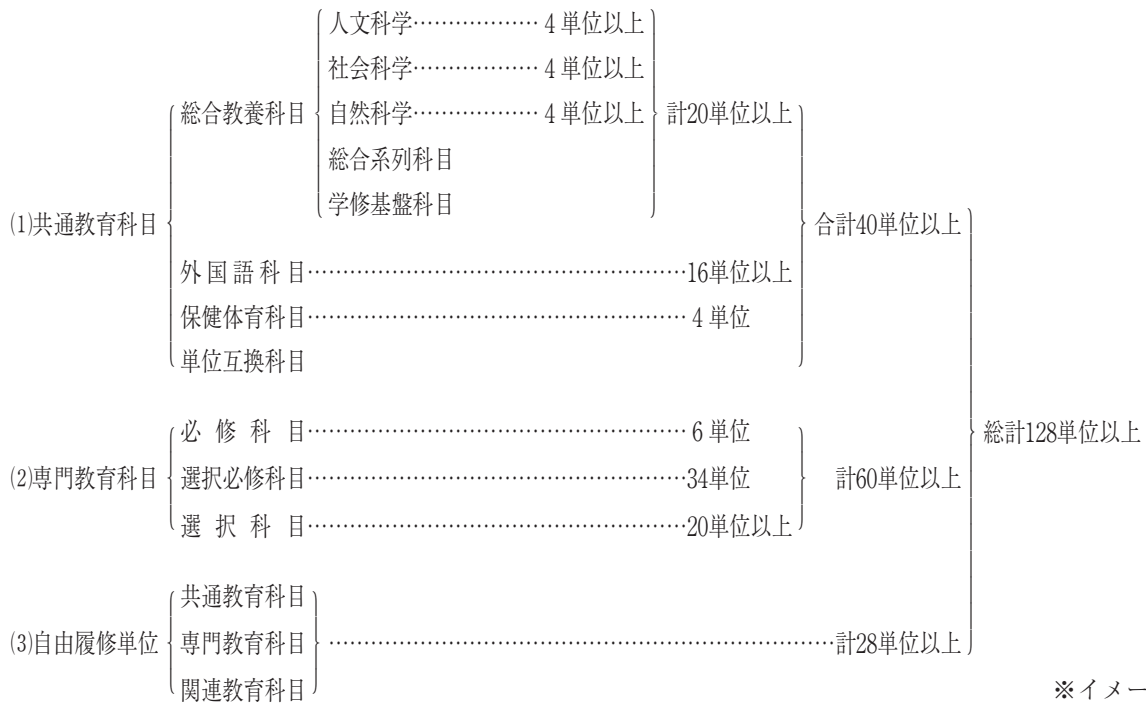 人文科学……………… 4 単位以上
社会科学……………… 4 単位以上
総合教養科目 自然科学……………… 4 単位以上 計20単位以上
総合系列科目
学修基盤科目
⑴共通教育科目 合計40単位以上
外国語科目………………………………………………16単位以上
保健体育科目……………………………………………… 4 単位
単位互換科目
必修科目……………………………………………… 6 単位 総計128単位以上
⑵専門教育科目 選択必修科目………………………………………………34単位 計60単位以上
選択科目………………………………………………20単位以上
共通教育科目
⑶自由履修単位 専門教育科目 ………………………………………………………………計28単位以上
関連教育科目 ※イメー